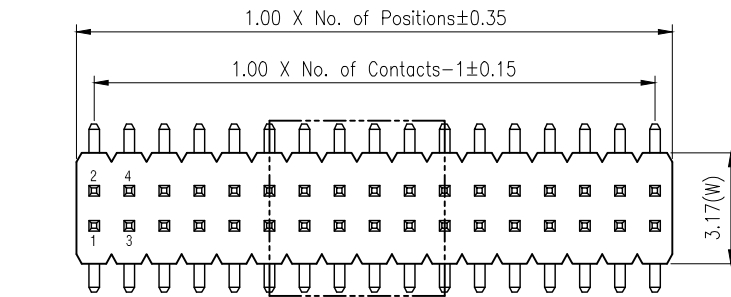 1.00 X No. of Positions±0.35
1.00 X No. of Contacts-1±0.15
2 4
1 3
3.17(W)